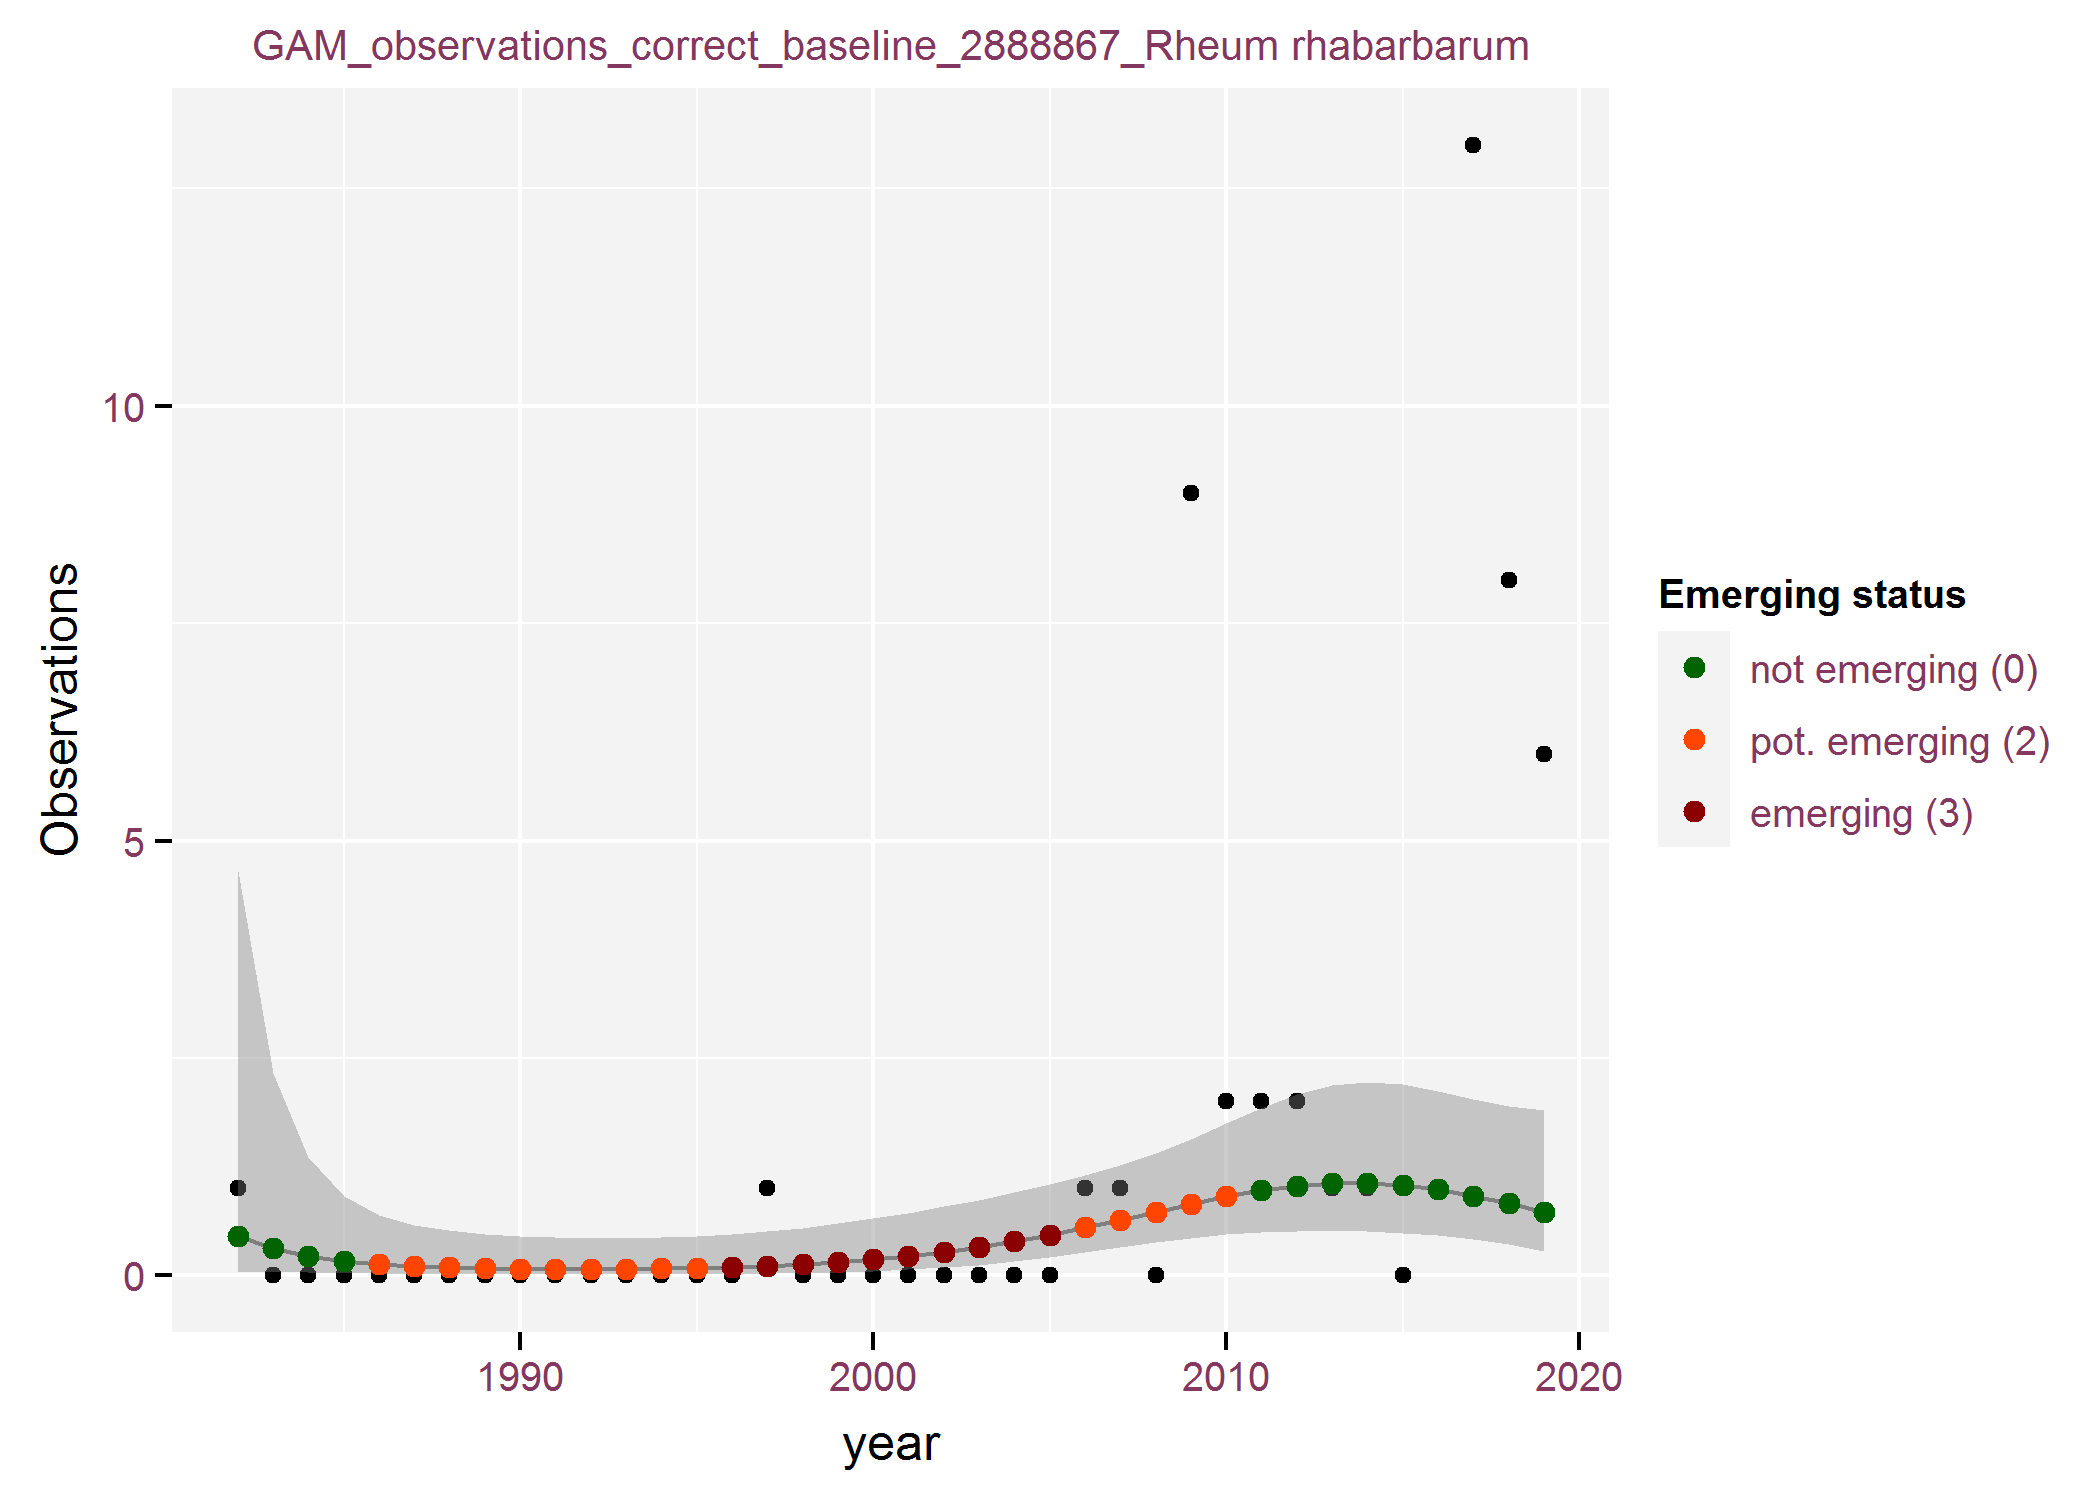 GAM_observations_correct_baseline_2888867_Rheum rhabarbarum
Observations
10
5
0
1990
2000
2010
2020
year
Emerging status
not emerging (0)
pot. emerging (2)
emerging (3)